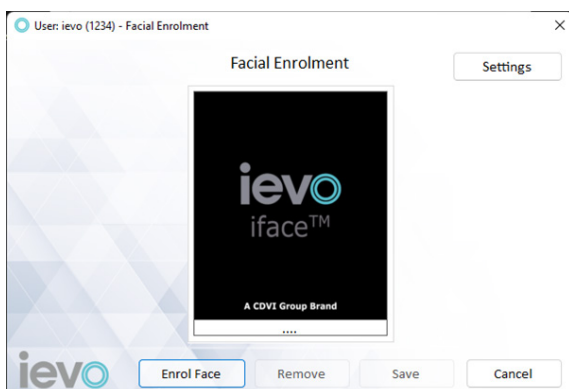 User: ievo (1234) - Facial Enrolment
Facial Enrolment
Settings
ievo
iface™
A CDVI Group Brand
....
ievo
Enrol Face
Remove
Save
Cancel